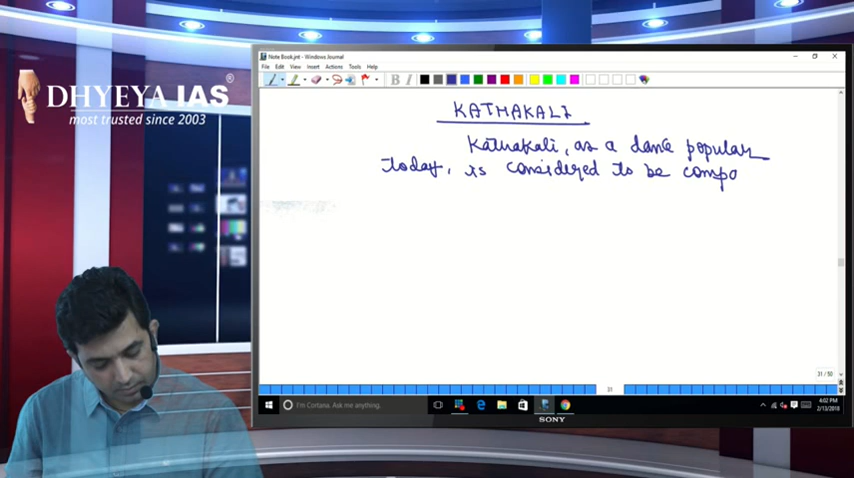 DHYEYA IAS®
most trusted since 2003
Note Book.jnt - Windows Journal
File Edit View Insert Actions Tools Help
B I
KATHAKALI
Kathakali, as a dance popular
today, is considered to be compo
31 / 50
31
I'm Cortana. Ask me anything.
4:02 PM
2/13/2018
SONY